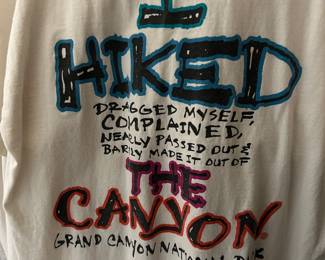 I
HIKED
DRAGGED MYSELF,
COMPLAINED,
NEARLY PASSED OUT &
BARELY MADE IT OUT OF
THE
CANYON
GRAND CANYON NATIONAL PARK